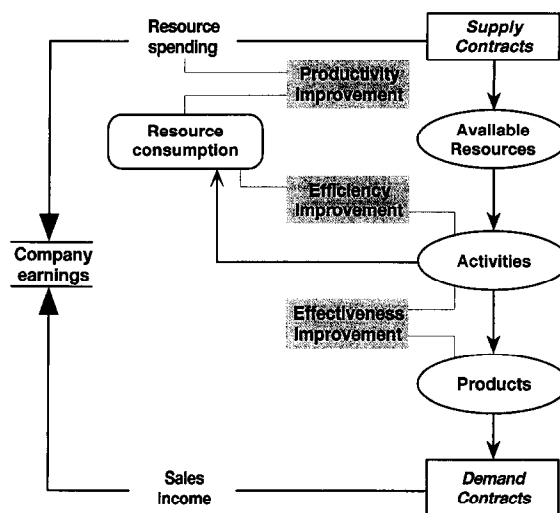 Resource
spending
Supply
Contracts
Productivity
Improvement
Resource
consumption
Available
Resources
Efficiency
Improvement
Company
earnings
Activities
Effectiveness
Improvement
Products
Sales
Income
Demand
Contracts